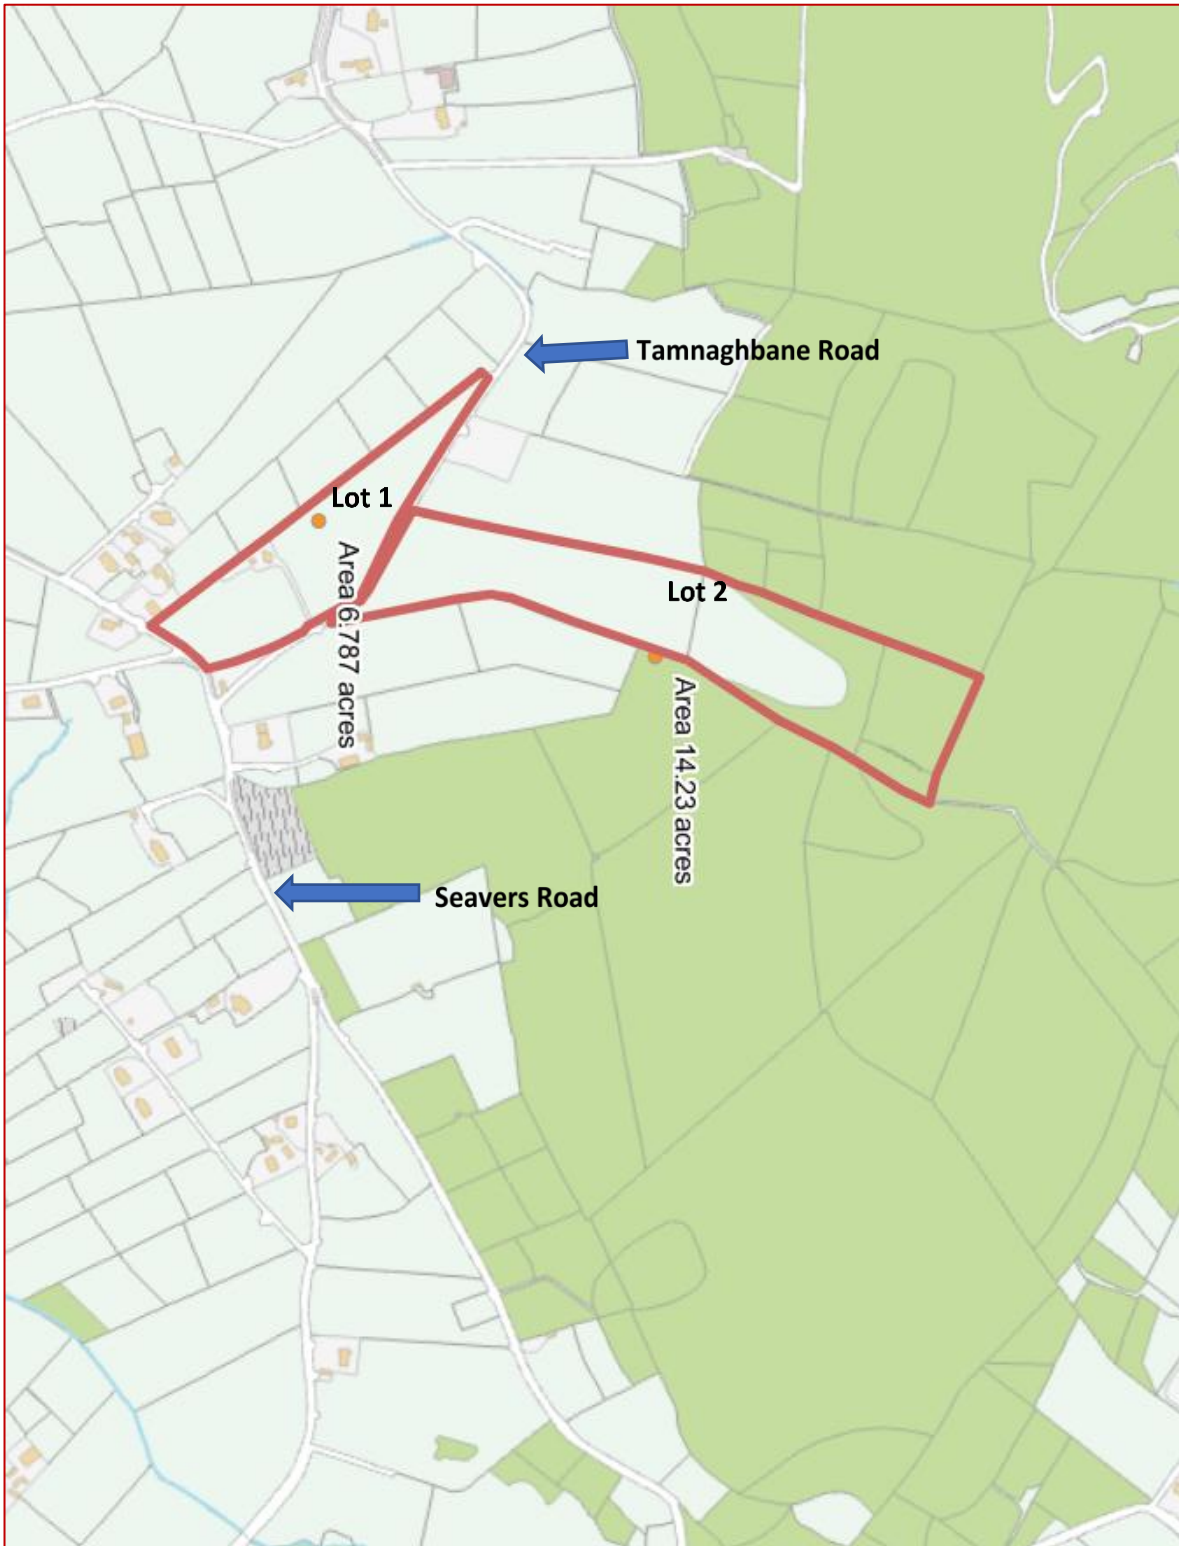 Tamnaghbane Road
Lot 1
Area 6.787 acres
Lot 2
Area 14.23 acres
Seavers Road